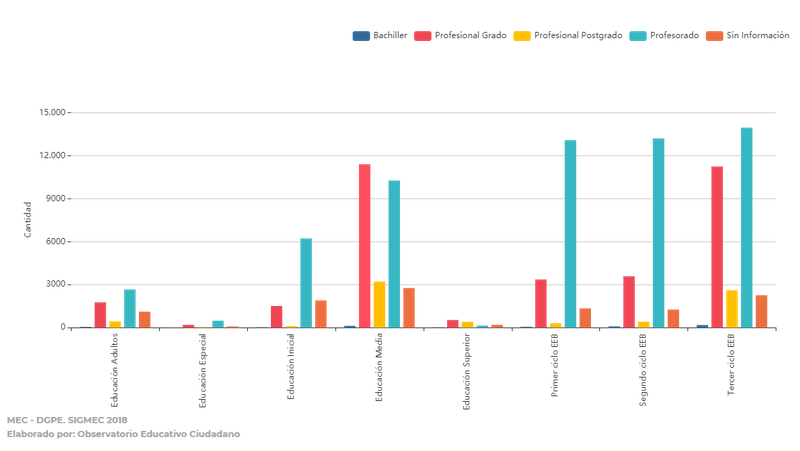 Bachiller Profesional Grado Profesional Postgrado Profesorado Sin Información
15.000
12.000
9000
6000
3000
0
Cantidad
Educación Adultos
Educación Especial
Educación Inicial
Educación Media
Educación Superior
Primer ciclo EEB
Segundo ciclo EEB
Tercer ciclo EEB
MEC - DGPE. SIGMEC 2018
Elaborado por: Observatorio Educativo Ciudadano